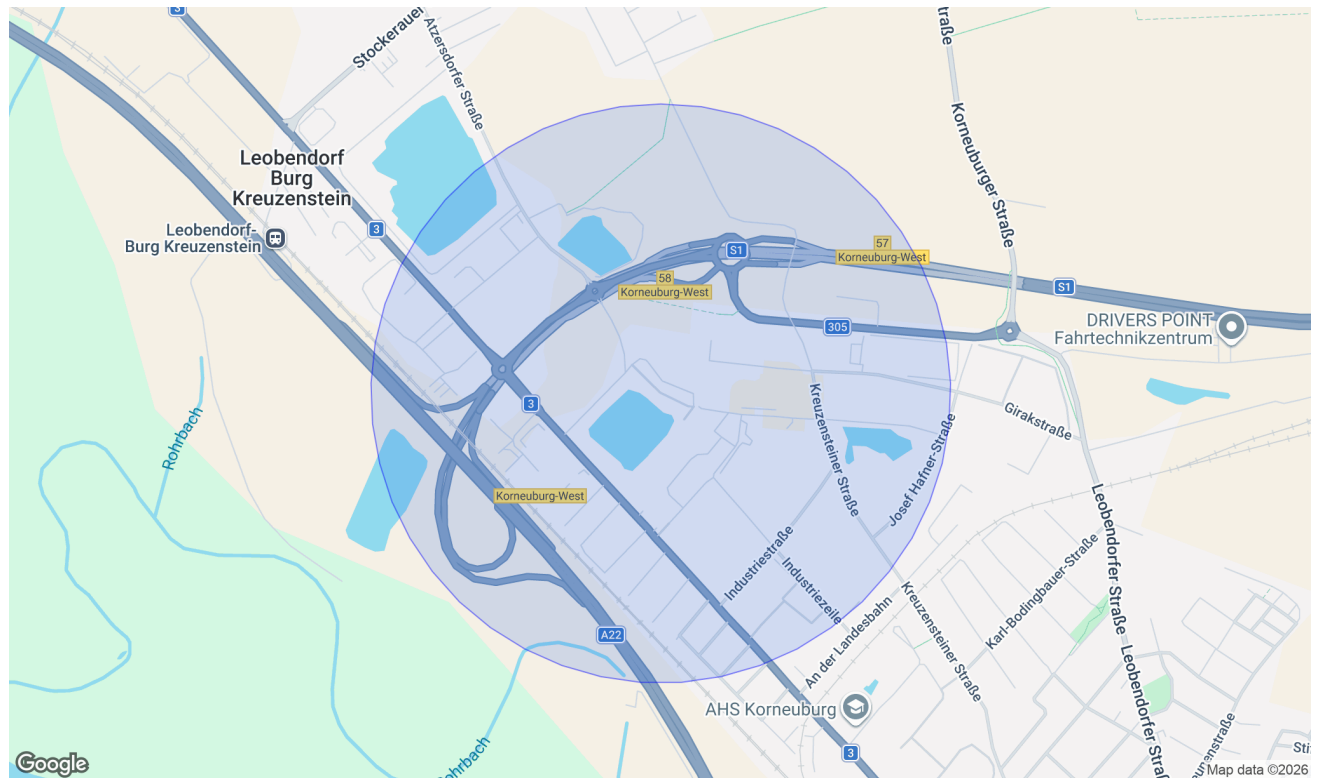 3
Stockerauer
Atzersdorfer Straße
traße
Korneuburger Straße
Leobendorf
Burg
Kreuzenstein
Leobendorf-
Burg Kreuzenstein
3
S1
57
Korneuburg-West
58
Korneuburg-West
S1
305
DRIVERS POINT
Fahrtechnikzentrum
3
Rohrbach
Kreuzensteiner Straße
Girakstraße
Josef Hafner-Straße
Korneuburg-West
Leobendorfer Straße
Industriestraße
Industriezeile
Karl-Bodingbauer-Straße
An der Landesbahn
Kreuzensteiner Straße
A22
Leobendorfer Straße
AHS Korneuburg
Rohrbach
3
Google
Map data ©2026